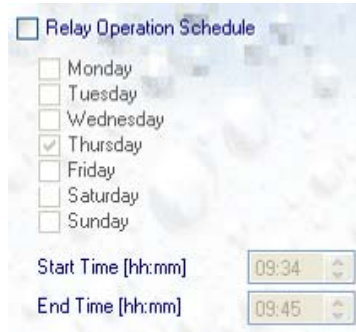 Relay Operation Schedule
Monday
Tuesday
Wednesday
Thursday
Friday
Saturday
Sunday
Start Time [hh:mm] 09:34
End Time [hh:mm] 09:45